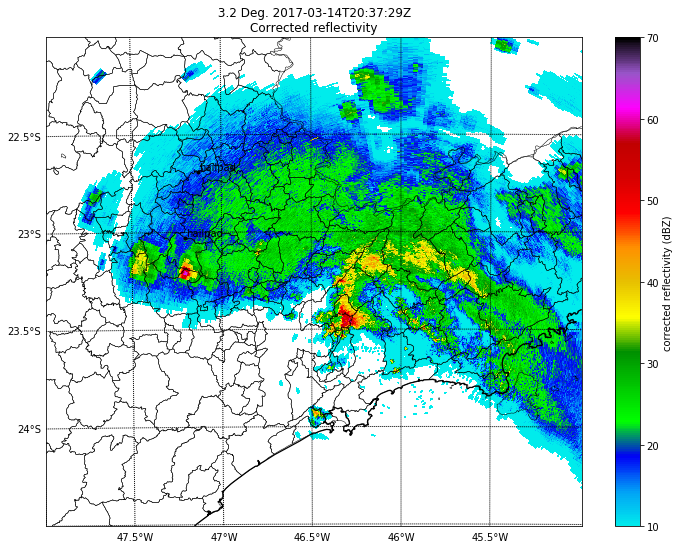 3.2 Deg. 2017-03-14T20:37:29Z
Corrected reflectivity
70
60
50
40
30
20
10
corrected reflectivity (dBZ)
22.5°S
23°S
23.5°S
24°S
47.5°W
47°W
46.5°W
46°W
45.5°W